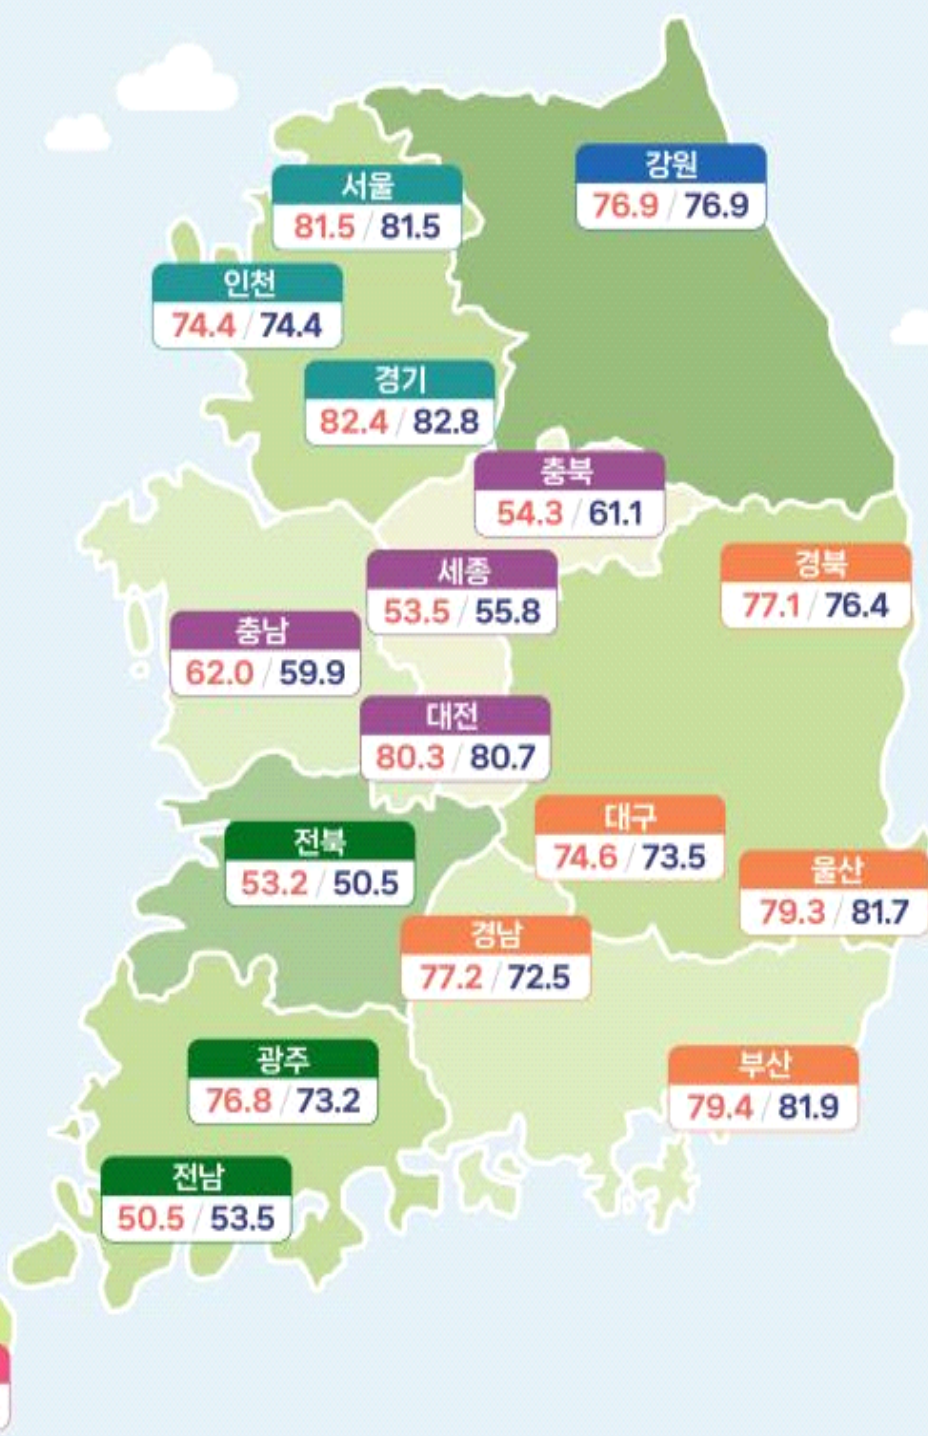 강원
76.9 / 76.9
서울
81.5 / 81.5
인천
74.4 / 74.4
경기
82.4 / 82.8
충북
54.3 / 61.1
경북
77.1 / 76.4
세종
53.5 / 55.8
충남
62.0 / 59.9
대전
80.3 / 80.7
대구
74.6 / 73.5
전북
53.2 / 50.5
울산
79.3 / 81.7
경남
77.2 / 72.5
광주
76.8 / 73.2
부산
79.4 / 81.9
전남
50.5 / 53.5